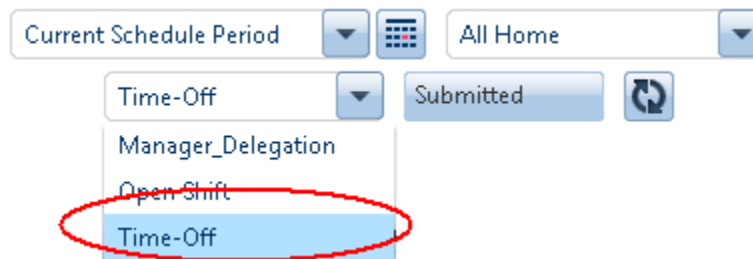 Current Schedule Period All Home
Time-Off Submitted
Manager_Delegation
Open Shift
Time-Off